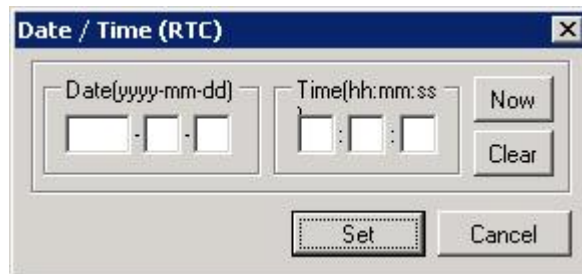 Date / Time (RTC)
Date(yyyy-mm-dd)
Time(hh:mm:ss
)
Now
- -
: :
Clear
Set
Cancel